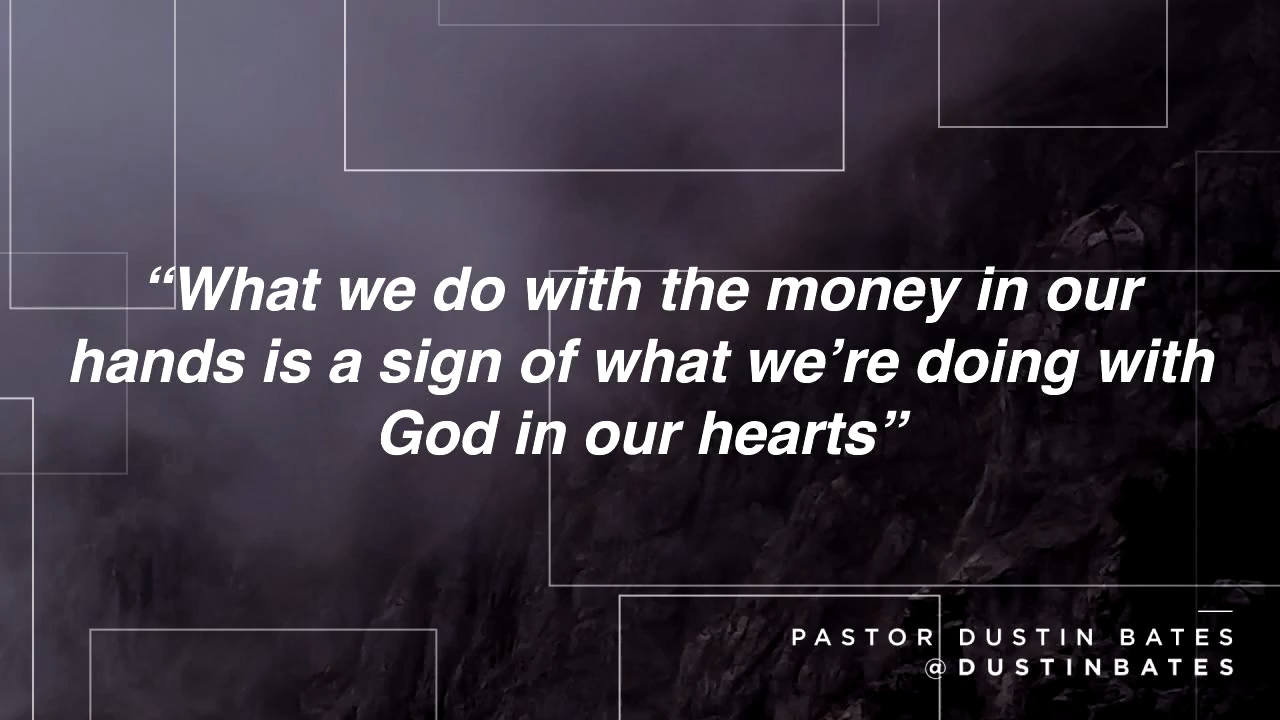 “What we do with the money in our
hands is a sign of what we’re doing with
God in our hearts”
PASTOR DUSTIN BATES
@DUSTINBATES